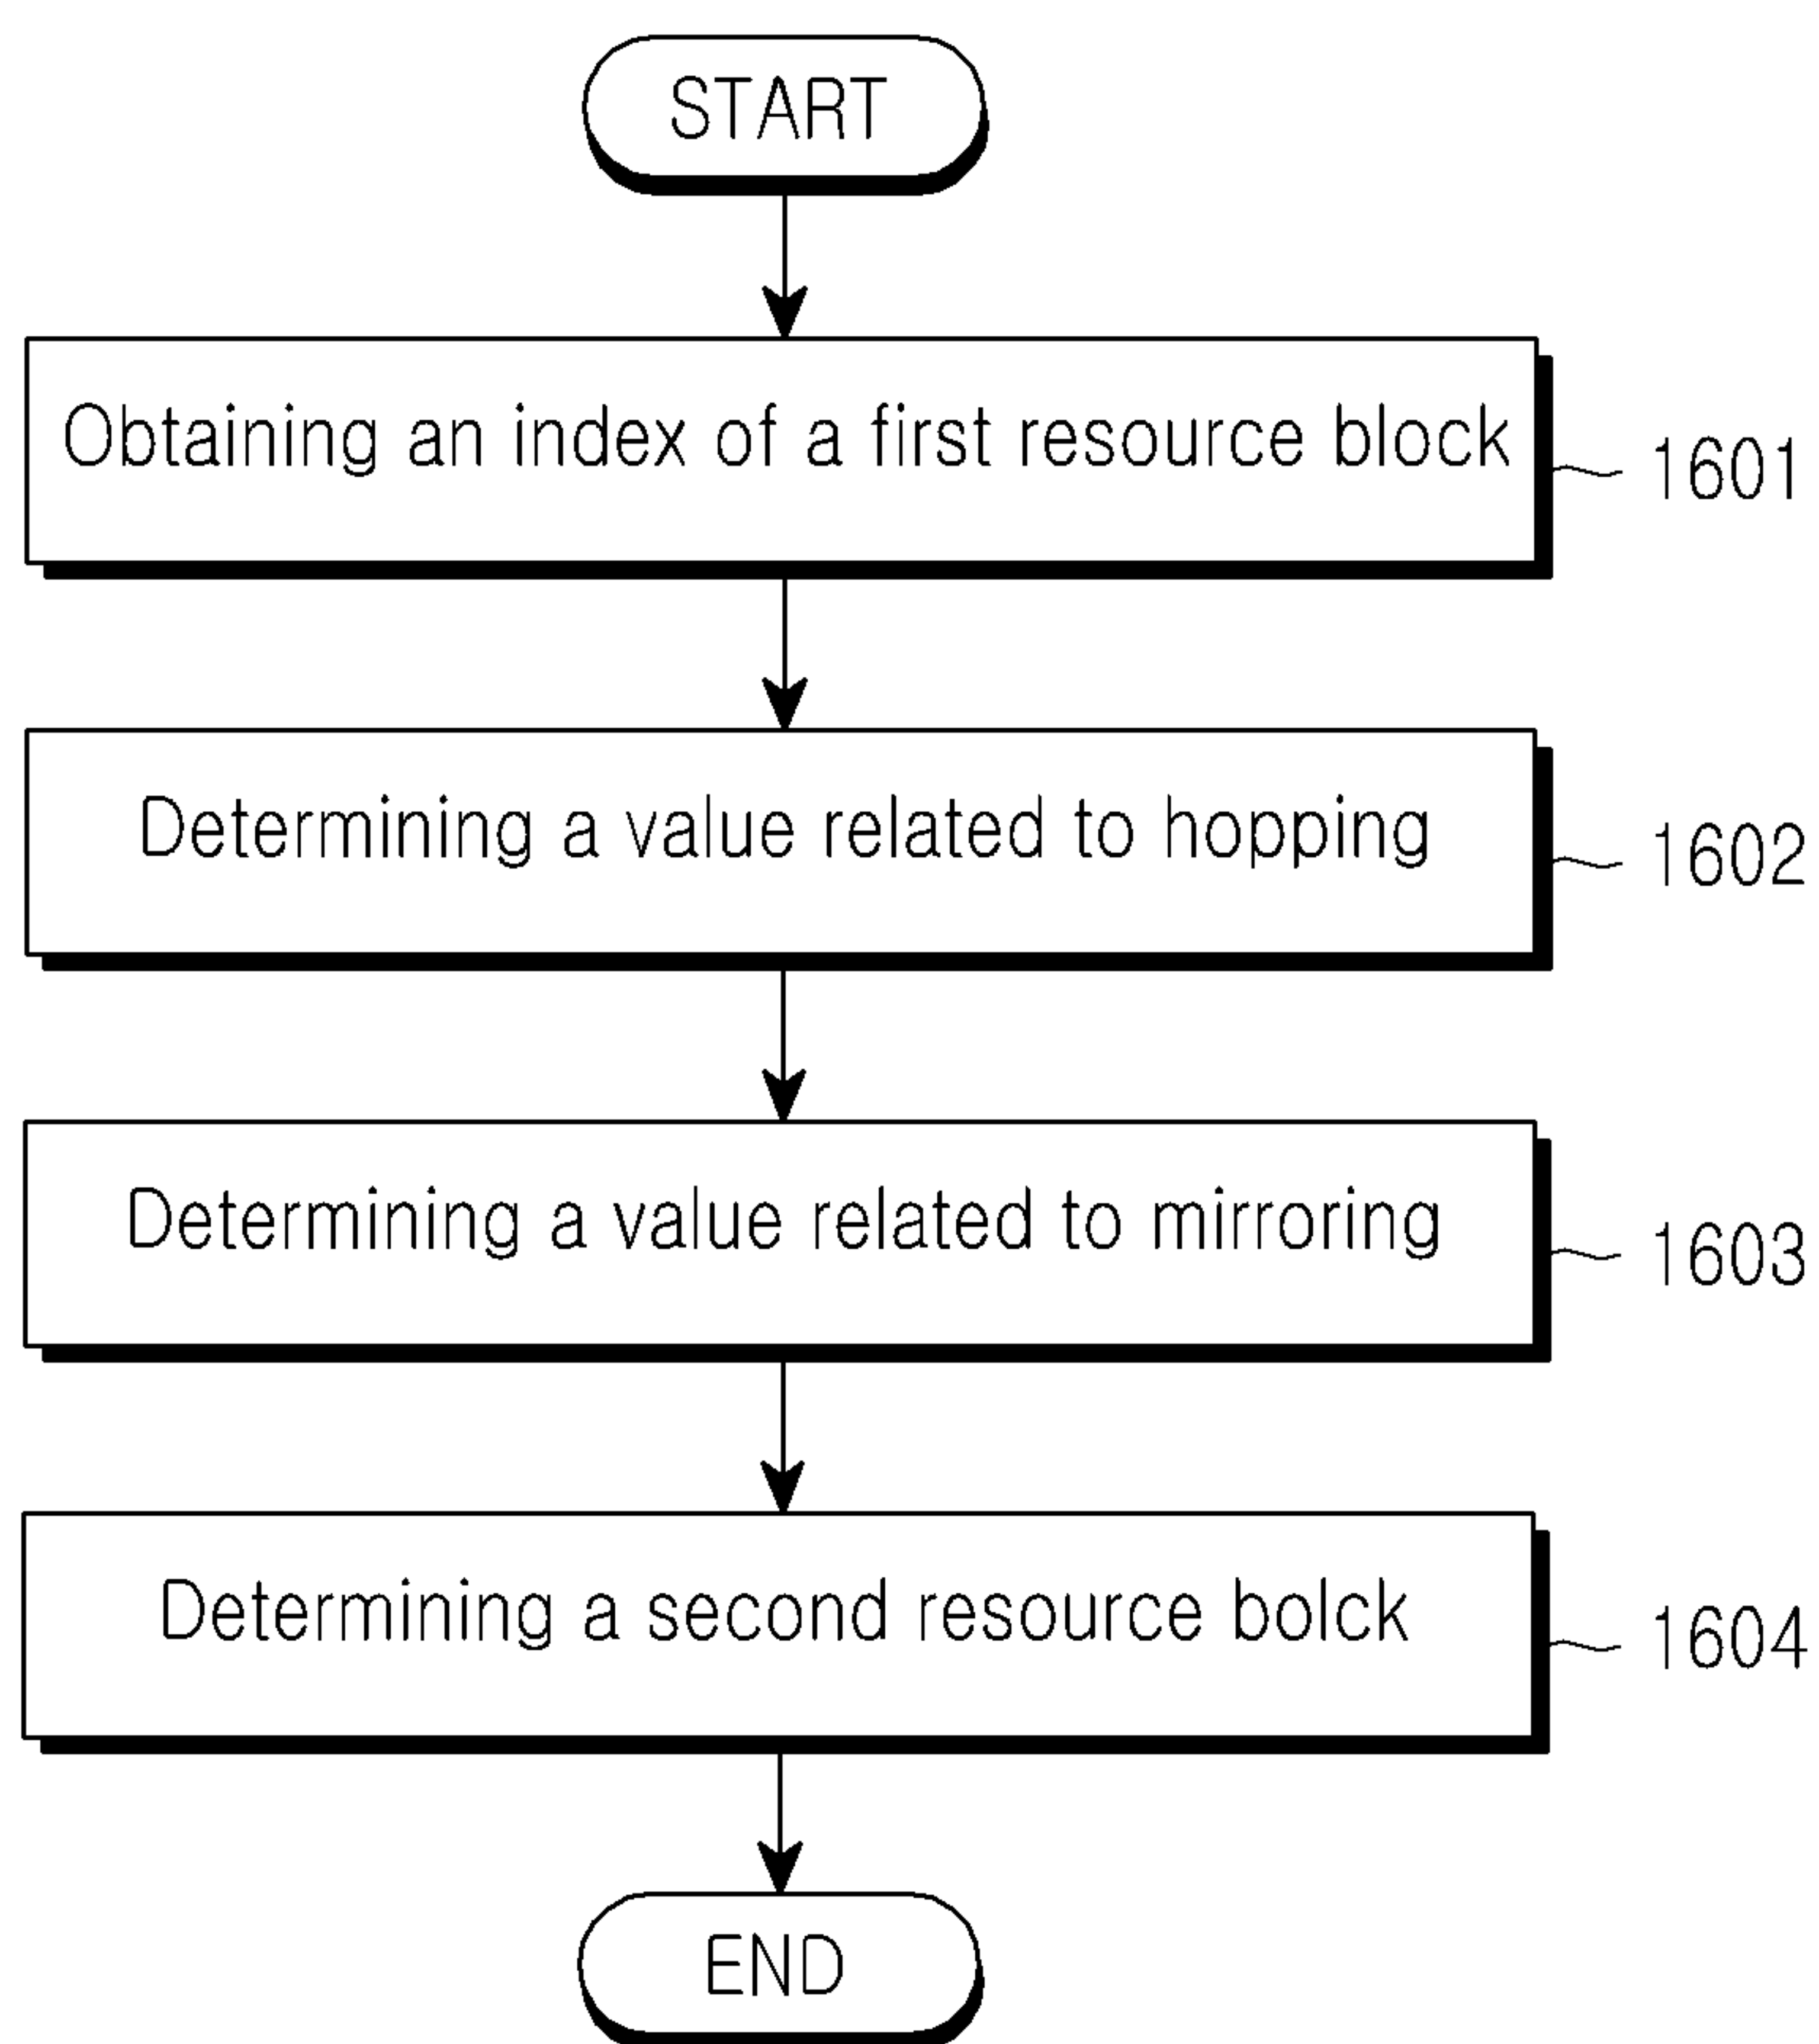 START
Obtaining an index of a first resource block
1601
Determining a value related to hopping
1602
Determining a value related to mirroring
1603
Determining a second resource bolck
1604
END